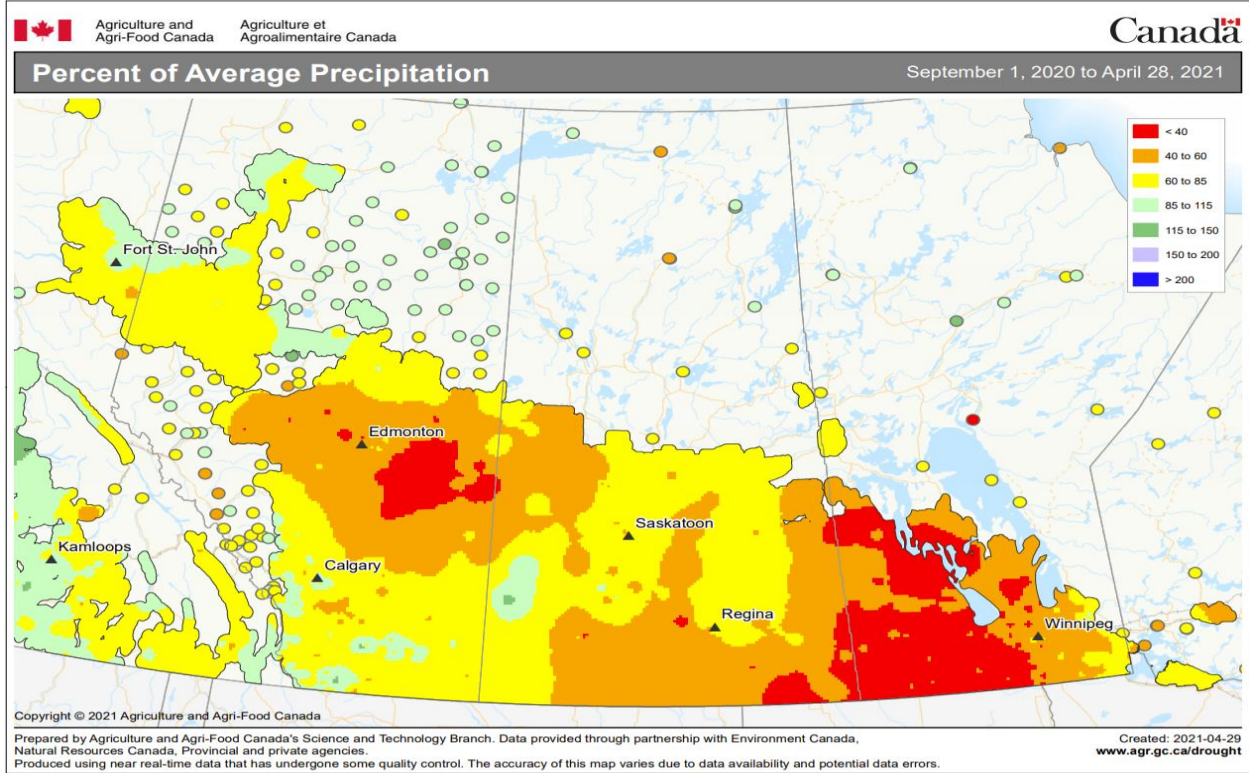 Agriculture and
Agri-Food Canada
Agriculture et
Agroalimentaire Canada
Canada
Percent of Average Precipitation
September 1, 2020 to April 28, 2021
< 40
40 to 60
60 to 85
85 to 115
115 to 150
150 to 200
> 200
Fort St. John
Edmonton
Saskatoon
Kamloops
Calgary
Regina
Winnipeg
Copyright © 2021 Agriculture and Agri-Food Canada
Prepared by Agriculture and Agri-Food Canada's Science and Technology Branch. Data provided through partnership with Environment Canada,
Natural Resources Canada, Provincial and private agencies.
Produced using near real-time data that has undergone some quality control. The accuracy of this map varies due to data availability and potential data errors.
Created: 2021-04-29
www.agr.gc.ca/drought